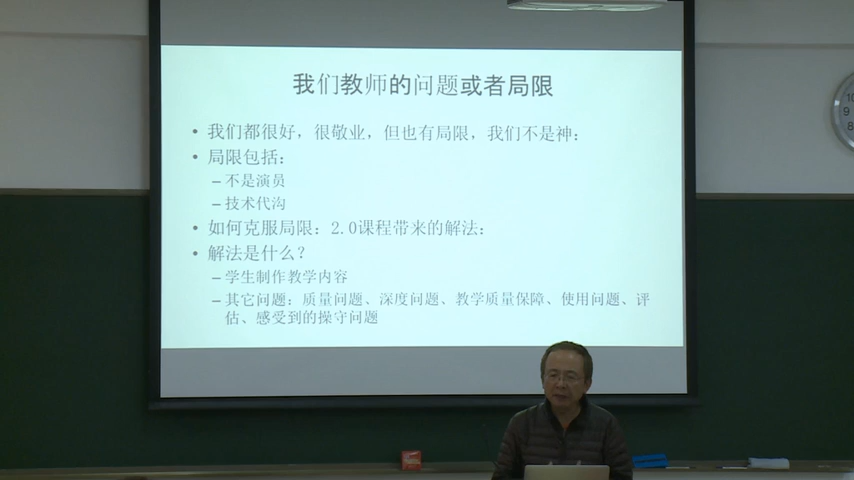 我们教师的问题或者局限
• 我们都很好，很敬业，但也有局限，我们不是神：
• 局限包括：
– 不是演员
– 技术代沟
• 如何克服局限：2.0课程带来的解法：
• 解法是什么？
– 学生制作教学内容
– 其它问题：质量问题、深度问题、教学质量保障、使用问题、评
估、感受到的操守问题
10
9
8